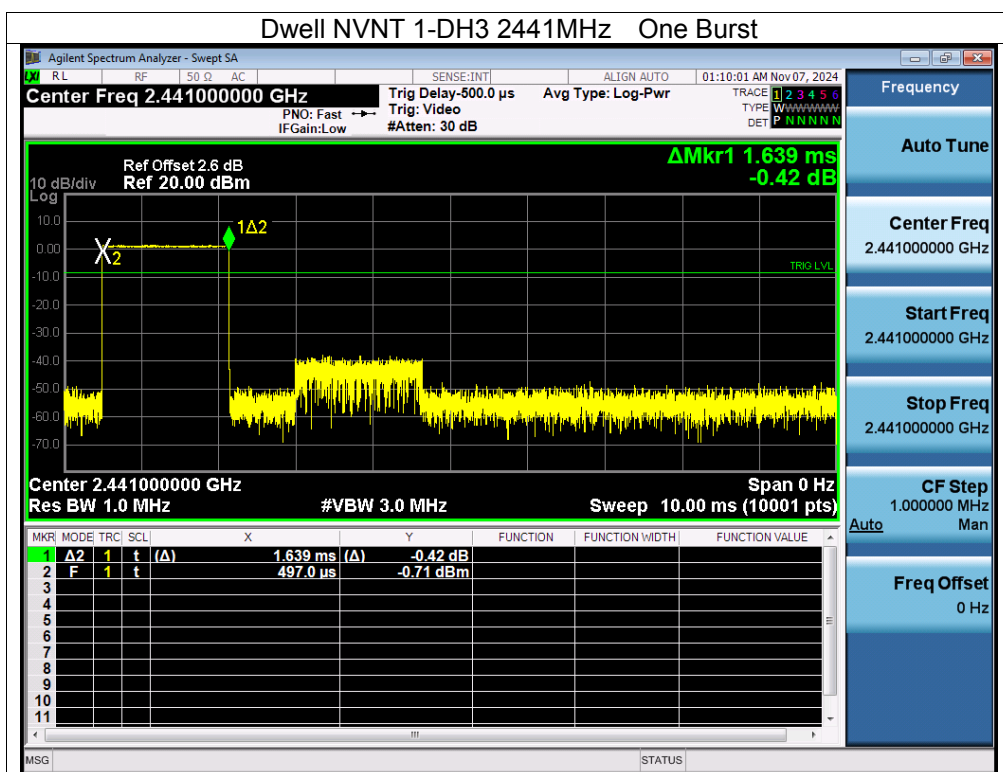 Dwell NVNT 1-DH3 2441MHz One Burst
Agilent Spectrum Analyzer - Swept SA
LXI RL RF 50 Ω AC SENSE:INT ALIGN AUTO 01:10:01 AM Nov 07, 2024
Center Freq 2.441000000 GHz Trig Delay-500.0 µs Avg Type: Log-Pwr TRACE 1 2 3 4 5 6
PNO: Fast Trig: Video TYPE WWWWWW
IFGain:Low #Atten: 30 dB DET P N N N N N
ΔMkr1 1.639 ms
-0.42 dB
Ref Offset 2.6 dB
10 dB/div Ref 20.00 dBm
Log
10.0
0.00
-10.0
-20.0
-30.0
-40.0
-50.0
-60.0
-70.0
1Δ2
X2
TRIG LVL
Center 2.441000000 GHz Span 0 Hz
Res BW 1.0 MHz #VBW 3.0 MHz Sweep 10.00 ms (10001 pts)
MKR MODE TRC SCL X Y FUNCTION FUNCTION WIDTH FUNCTION VALUE
1 Δ2 1 t (Δ) 1.639 ms (Δ) -0.42 dB
2 F 1 t 497.0 µs -0.71 dBm
3
4
5
6
7
8
9
10
11
MSG STATUS
Frequency
Auto Tune
Center Freq
2.441000000 GHz
Start Freq
2.441000000 GHz
Stop Freq
2.441000000 GHz
CF Step
1.000000 MHz
Auto Man
Freq Offset
0 Hz